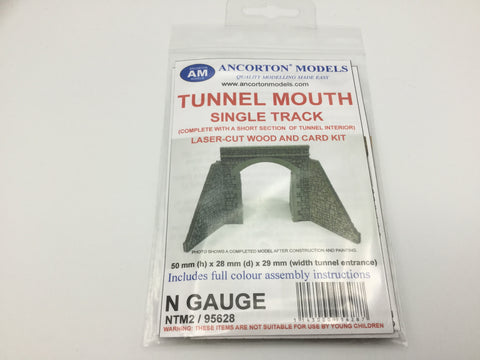 AM
ANCORTON® MODELS
QUALITY MODELLING MADE EASY
www.ancortonmodels.com
TUNNEL MOUTH
SINGLE TRACK
(COMPLETE WITH A SHORT SECTION OF TUNNEL INTERIOR)
LASER-CUT WOOD AND CARD KIT
PHOTO SHOWS A COMPLETED MODEL AFTER CONSTRUCTION AND PAINTING.
50 mm (h) x 28 mm (d) x 29 mm (width tunnel entrance)
Includes full colour assembly instructions
N GAUGE
NTM2 / 95628
WARNING: THESE ITEMS ARE NOT SUITABLE FOR USE BY YOUNG CHILDREN